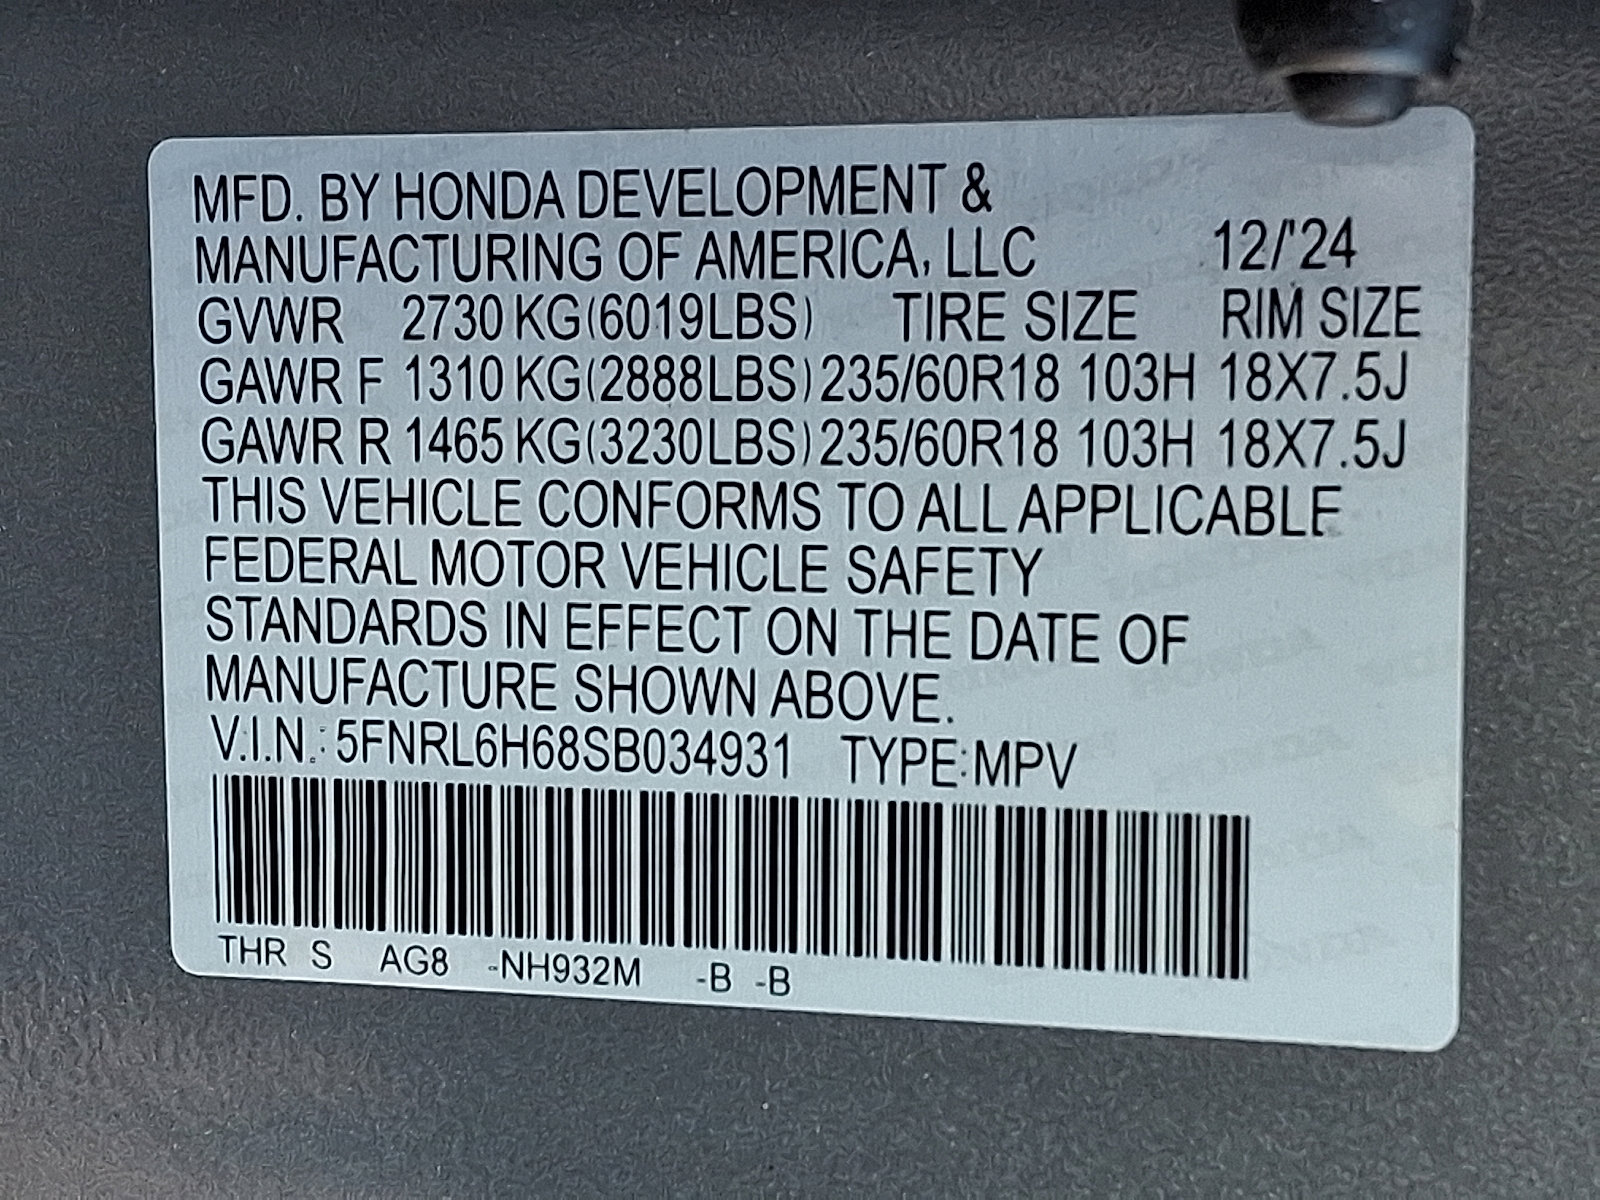 MFD. BY HONDA DEVELOPMENT &
MANUFACTURING OF AMERICA, LLC 12/'24
GVWR 2730 KG(6019LBS) TIRE SIZE RIM SIZE
GAWR F 1310 KG(2888LBS) 235/60R18 103H 18X7.5J
GAWR R 1465 KG(3230LBS) 235/60R18 103H 18X7.5J
THIS VEHICLE CONFORMS TO ALL APPLICABLE
FEDERAL MOTOR VEHICLE SAFETY
STANDARDS IN EFFECT ON THE DATE OF
MANUFACTURE SHOWN ABOVE.
V.I.N.: 5FNRL6H68SB034931 TYPE:MPV
THR S AG8 -NH932M -B -B